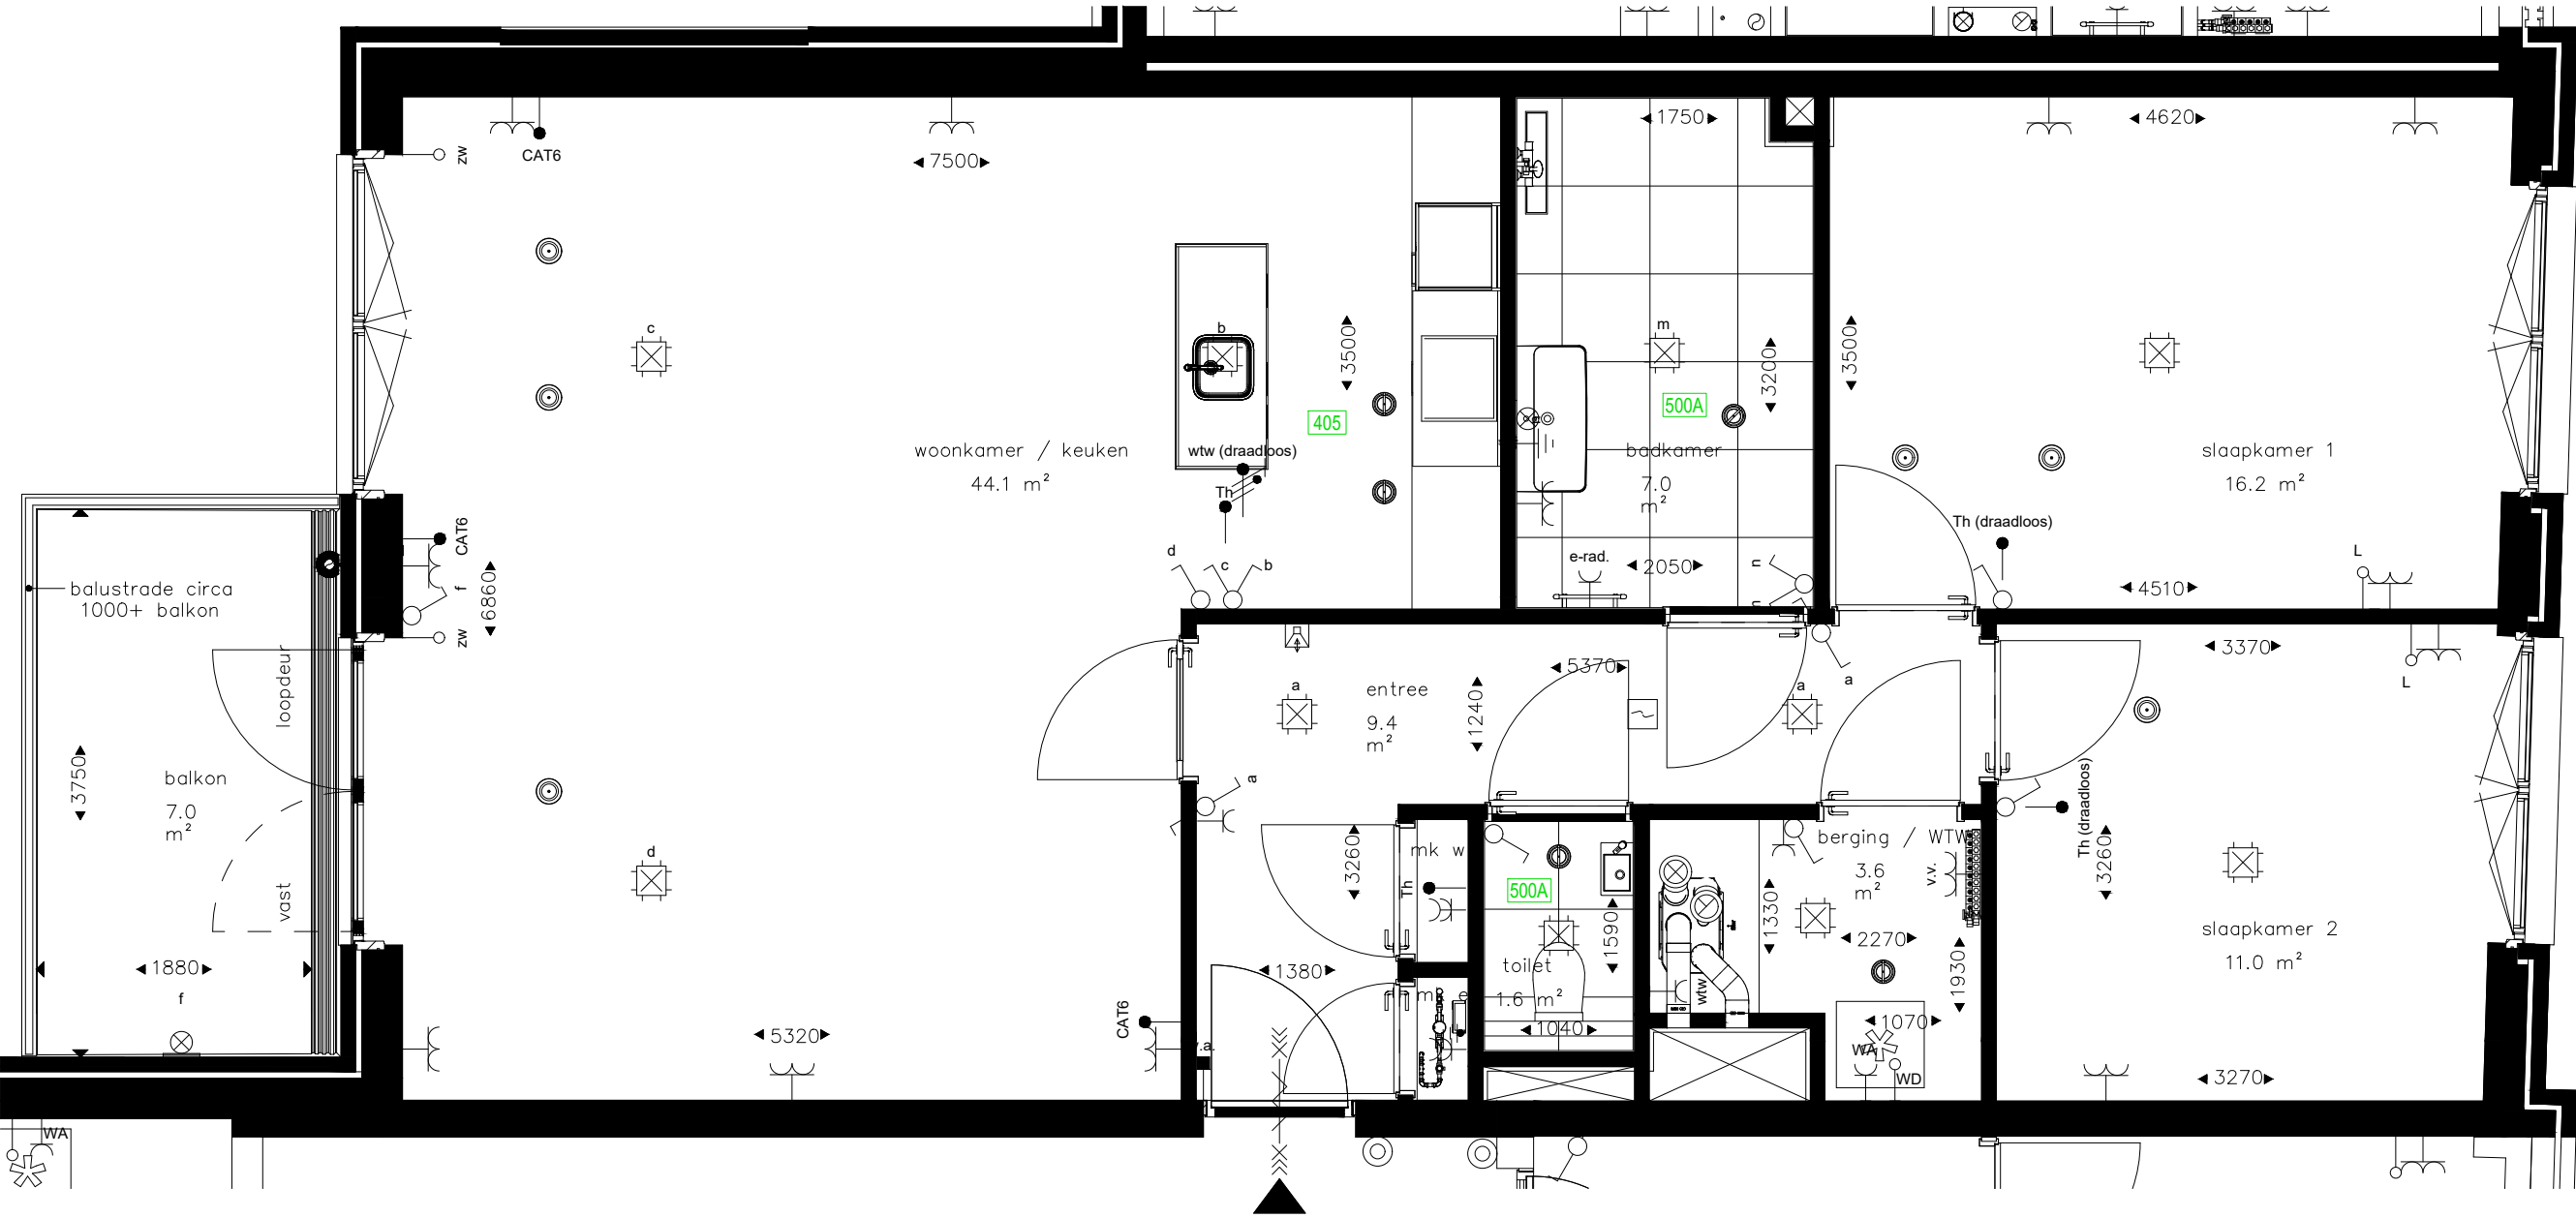 CAT6
zw
7500
1750
4620
c
b
m
3500
3200
3500
405
500A
woonkamer / keuken
44.1 m²
wtw (draadloos)
Th
badkamer
7.0
m²
slaapkamer 1
16.2 m²
CAT6
f
zw
6860
d
c
b
e-rad.
2050
n
n
Th (draadloos)
L
4510
balustrade circa
1000+ balkon
loopdeur
3750
balkon
7.0
m²
vast
1880
f
d
5320
CAT6
a
entree
9.4
m²
1240
5370
a
a
a
3370
L
3260
mk w
Th
1380
500A
1590
toilet
1.6 m²
1040
berging / WTW
3.6
m²
v.v.
1330
2270
1930
wtw
1070
WA
WD
Th (draadloos)
3260
slaapkamer 2
11.0 m²
3270
WA